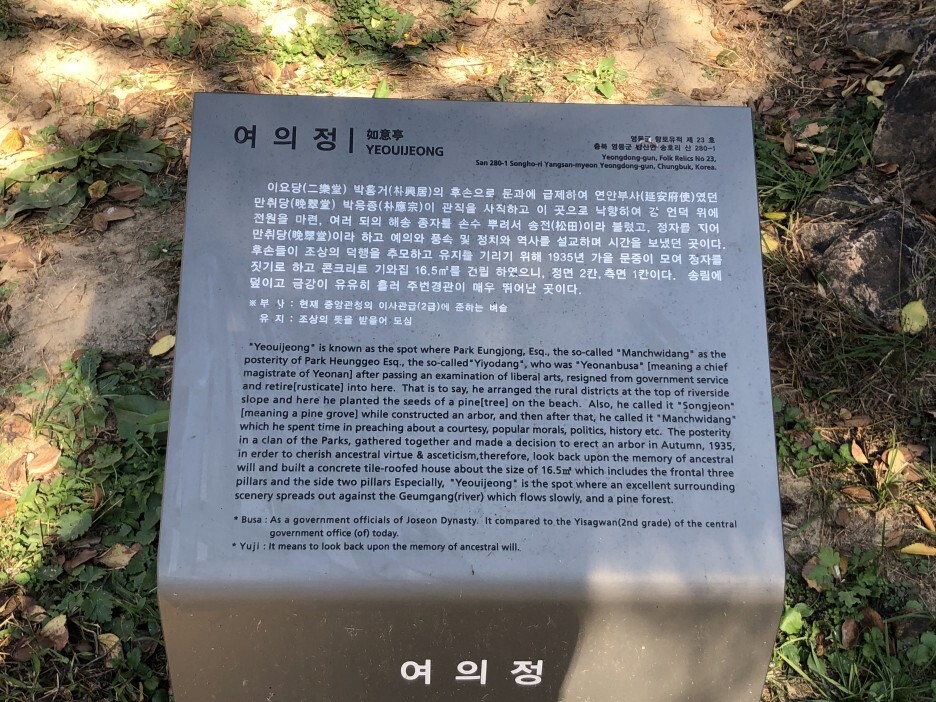 여 의 정 | 如意亭
YEOUIJEONG
영동군 향토유적 제 23 호
충북 영동군 양산면 송호리 산 280-1
Yeongdong-gun, Folk Relics No 23,
San 280-1 Songho-ri Yangsan-myeon Yeongdong-gun, Chungbuk, Korea.
이요당(二樂堂) 박흥거(朴興居)의 후손으로 문과에 급제하여 연안부사(延安府使)였던
만취당(晩翠堂) 박응종(朴應宗)이 관직을 사직하고 이 곳으로 낙향하여 강 언덕 위에
전원을 마련, 여러 되의 해송 종자를 손수 뿌려서 송전(松田)이라 불렀고, 정자를 지어
만취당(晩翠堂)이라 하고 예의와 풍속 및 정치와 역사를 설교하며 시간을 보냈던 곳이다.
후손들이 조상의 덕행을 추모하고 유지를 기리기 위해 1935년 가을 문중이 모여 정자를
짓기로 하고 콘크리트 기와집 16.5㎡를 건립 하였으니, 정면 2칸, 측면 1칸이다. 송림에
덮이고 금강이 유유히 흘러 주변경관이 매우 뛰어난 곳이다.
※ 부 사 : 현재 중앙관청의 이사관급(2급)에 준하는 벼슬
유 지 : 조상의 뜻을 받들어 모심
"Yeouijeong" is known as the spot where Park Eungjong, Esq., the so-called "Manchwidang" as the
posterity of Park Heunggeo Esq., the so-called"Yiyodang", who was "Yeonanbusa" [meaning a chief
magistrate of Yeonan] after passing an examination of liberal arts, resigned from government service
and retire[rusticate] into here. That is to say, he arranged the rural districts at the top of riverside
slope and here he planted the seeds of a pine[tree] on the beach. Also, he called it "Songjeon"
[meaning a pine grove] while constructed an arbor, and then after that, he called it "Manchwidang"
which he spent time in preaching about a courtesy, popular morals, politics, history etc. The posterity
in a clan of the Parks, gathered together and made a decision to erect an arbor in Autumn, 1935,
in erder to cherish ancestral virtue & asceticism,therefore, look back upon the memory of ancestral
will and built a concrete tile-roofed house about the size of 16.5㎡ which includes the frontal three
pillars and the side two pillars Especially, "Yeouijeong" is the spot where an excellent surrounding
scenery spreads out against the Geumgang(river) which flows slowly, and a pine forest.
* Busa : As a government officials of Joseon Dynasty. It compared to the Yisagwan(2nd grade) of the central
government office (of) today.
* Yuji : It means to look back upon the memory of ancestral will.
여 의 정